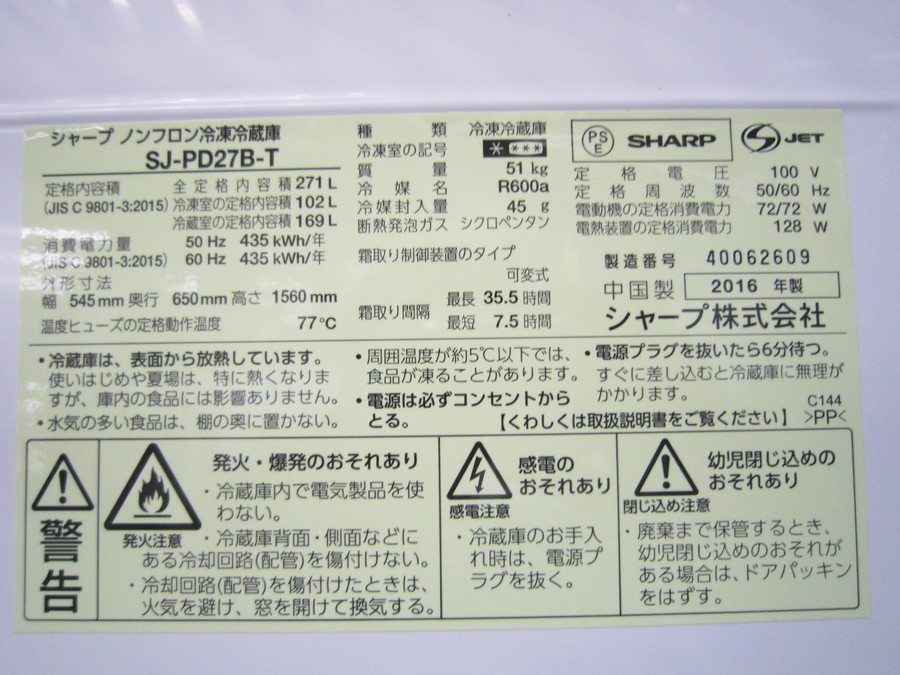 シャープ ノンフロン冷凍冷蔵庫
SJ-PD27B-T
定格内容積 全定格内容積 271 L
(JIS C 9801-3:2015) 冷凍室の定格内容積 102 L
冷蔵室の定格内容積 169 L
消費電力量 50 Hz 435 kWh/年
(JIS C 9801-3:2015) 60 Hz 435 kWh/年
外形寸法
幅 545 mm 奥行 650 mm 高さ 1560 mm
温度ヒューズの定格動作温度 77℃
種類 冷凍冷蔵庫
冷凍室の記号 * ***
質量 51 kg
冷媒名 R600a
冷媒封入量 45 g
断熱発泡ガス シクロペンタン
霜取り制御装置のタイプ
可変式
霜取り間隔 最長 35.5 時間
最短 7.5 時間
PSE SHARP S JET
定格電圧 100 V
定格周波数 50/60 Hz
電動機の定格消費電力 72/72 W
電熱装置の定格消費電力 128 W
製造番号 40062609
中国製 2016 年製
シャープ株式会社
・冷蔵庫は、表面から放熱しています。
使いはじめや夏場は、特に熱くなりま
すが、庫内の食品には影響ありません。
・水気の多い食品は、棚の奥に置かない。
・周囲温度が約5℃以下では、
食品が凍ることがあります。
・電源は必ずコンセントから
とる。
・電源プラグを抜いたら6分待つ。
すぐに差し込むと冷蔵庫に無理が
かかります。
【くわしくは取扱説明書をご覧ください】
C144
>PP<
警告
発火注意
発火・爆発のおそれあり
・冷蔵庫内で電気製品を使
わない。
・冷蔵庫背面・側面などに
ある冷却回路(配管)を傷付けない。
・冷却回路(配管)を傷付けたときは、
火気を避け、窓を開けて換気する。
感電注意
感電の
おそれあり
・冷蔵庫のお手入
れ時は、電源プ
ラグを抜く。
閉じ込め注意
幼児閉じ込めの
おそれあり
・廃棄まで保管するとき、
幼児閉じ込めのおそれが
ある場合は、ドアパッキン
をはずす。